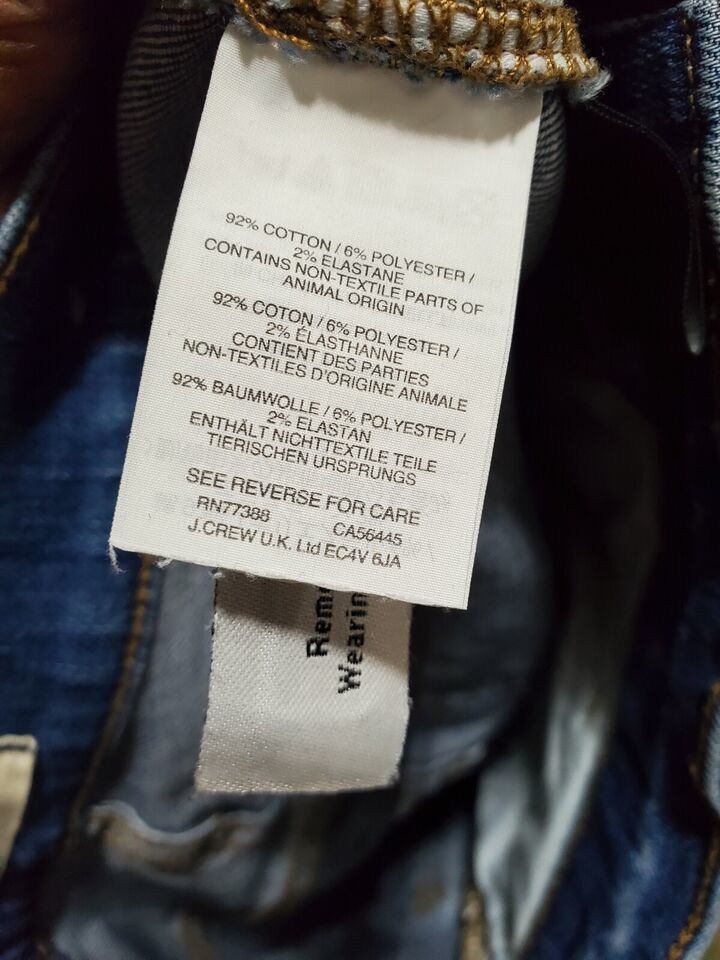 92% COTTON / 6% POLYESTER /
2% ELASTANE
CONTAINS NON-TEXTILE PARTS OF
ANIMAL ORIGIN
92% COTON / 6% POLYESTER /
2% ÉLASTHANNE
CONTIENT DES PARTIES
NON-TEXTILES D'ORIGINE ANIMALE
92% BAUMWOLLE / 6% POLYESTER /
2% ELASTAN
ENTHÄLT NICHTTEXTILE TEILE
TIERISCHEN URSPRUNGS
SEE REVERSE FOR CARE
RN77388 CA56445
J.CREW U.K. Ltd EC4V 6JA
Rem
Wearin